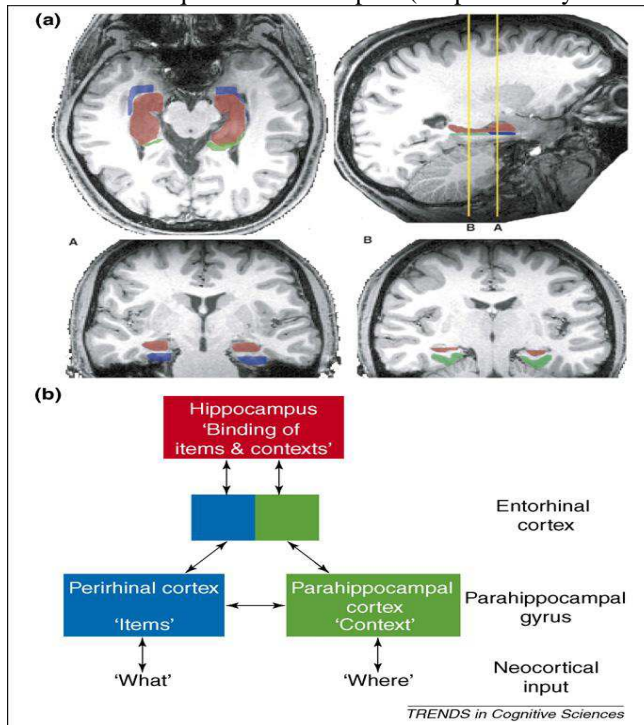 (a)
B A
A
B
(b)
Hippocampus
'Binding of
items & contexts'
Entorhinal
cortex
Perirhinal cortex
'Items'
Parahippocampal
cortex
'Context'
Parahippocampal
gyrus
'What'
'Where'
Neocortical
input
TRENDS in Cognitive Sciences